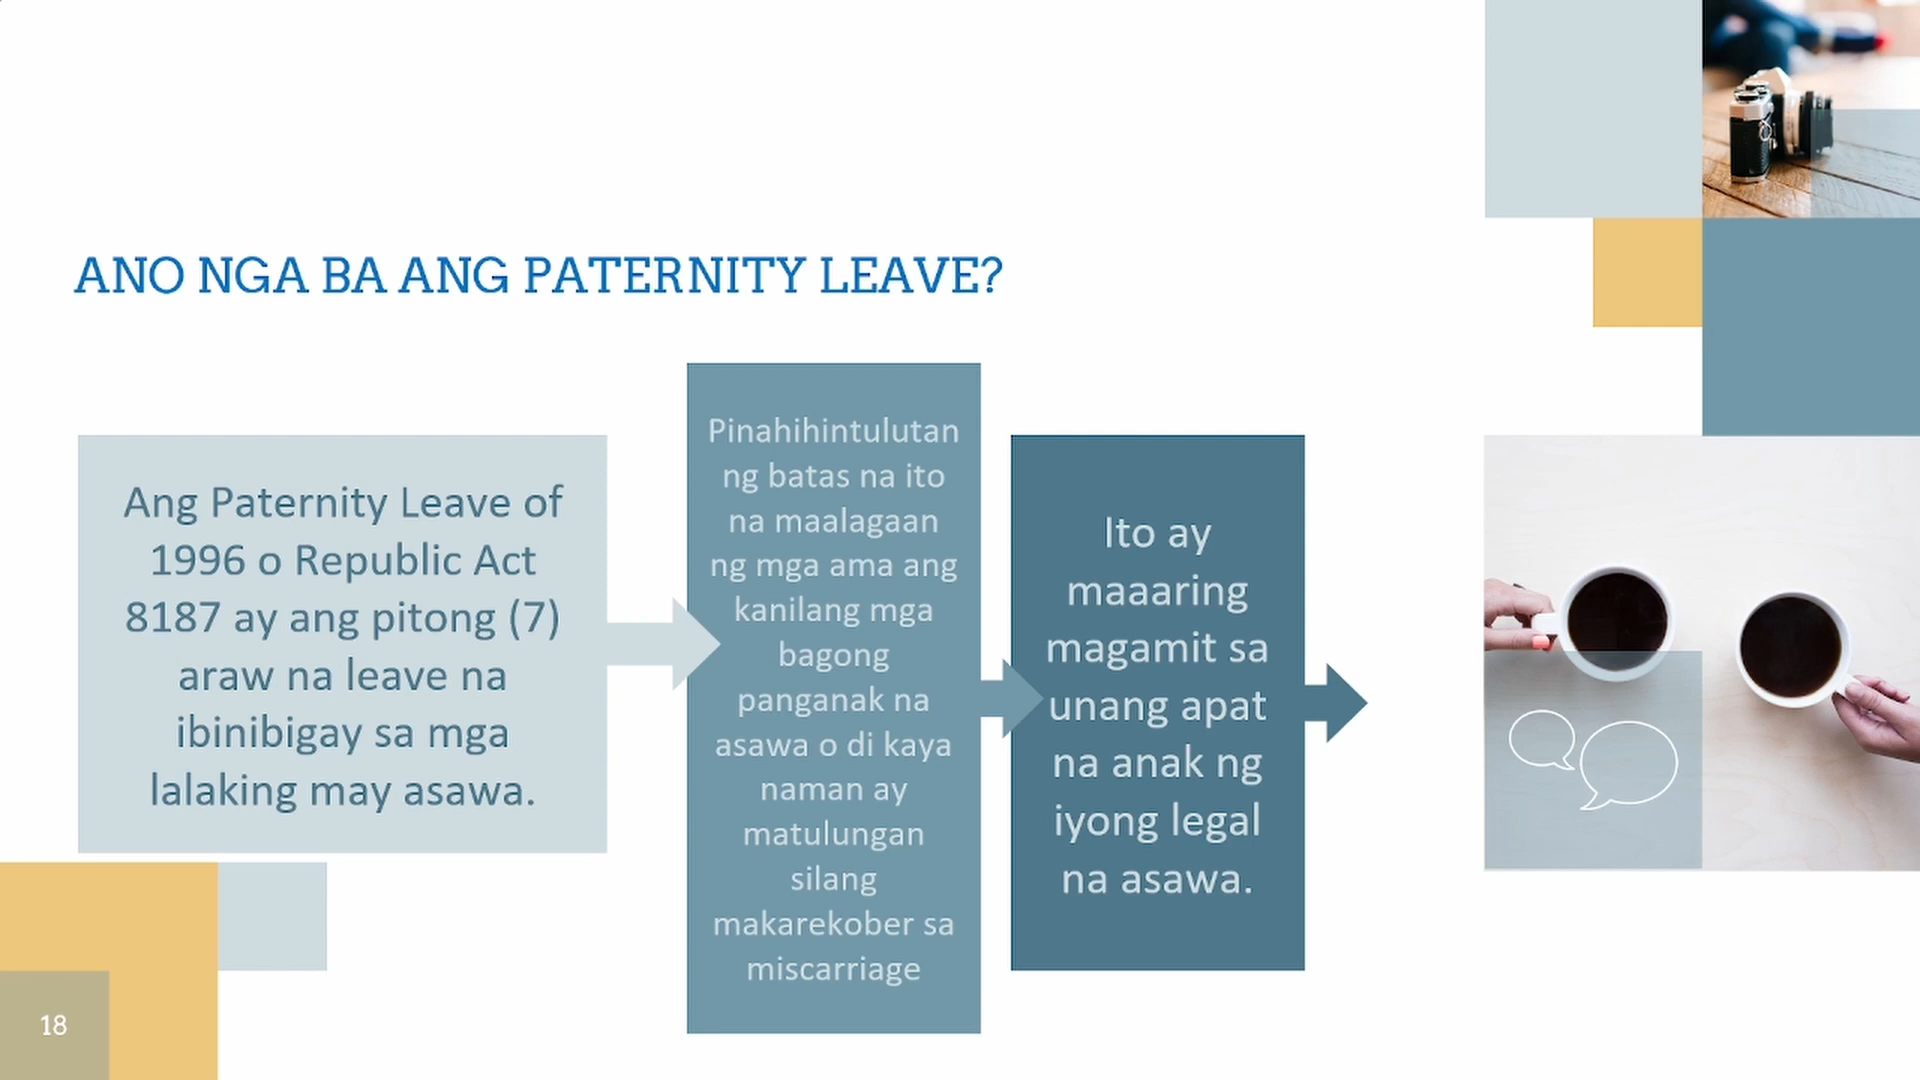 ANO NGA BA ANG PATERNITY LEAVE?
Ang Paternity Leave of
1996 o Republic Act
8187 ay ang pitong (7)
araw na leave na
ibinibigay sa mga
lalaking may asawa.
Pinahihintulutan
ng batas na ito
na maalagaan
ng mga ama ang
kanilang mga
bagong
panganak na
asawa o di kaya
naman ay
matulungan
silang
makarekober sa
miscarriage
Ito ay
maaaring
magamit sa
unang apat
na anak ng
iyong legal
na asawa.
18